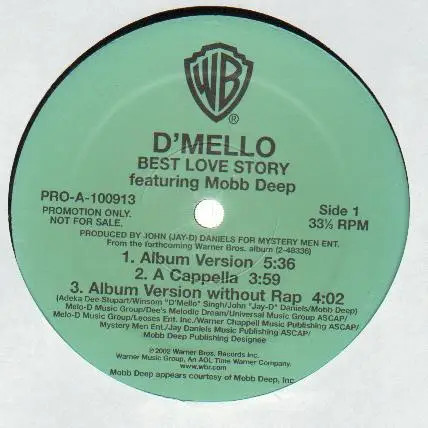 WB
®
D'MELLO
BEST LOVE STORY
featuring Mobb Deep
PRO-A-100913
PROMOTION ONLY.
NOT FOR SALE.
Side 1
33⅓ RPM
PRODUCED BY JOHN (JAY-D) DANIELS FOR MYSTERY MEN ENT.
From the forthcoming Warner Bros. album (2-48336)
1. Album Version 5:36
2. A Cappella 3:59
3. Album Version without Rap 4:02
(Adeka Dee Stupart/Winsom "D'Mello" Singh/John "Jay-D" Daniels/Mobb Deep)
Melo-D Music Group/Dee's Melodic Dream/Universal Music Group ASCAP/
Melo-D Music Group/Leoses Ent. Inc./Warner Chappell Music Publishing ASCAP/
Mystery Men Ent./Jay Daniels Music Publishing ASCAP/
Mobb Deep Publishing Designee
℗ 2002 Warner Bros. Records Inc.
Warner Music Group, An AOL Time Warner Company.
www.wbr.com
Mobb Deep appears courtesy of Mobb Deep, Inc.